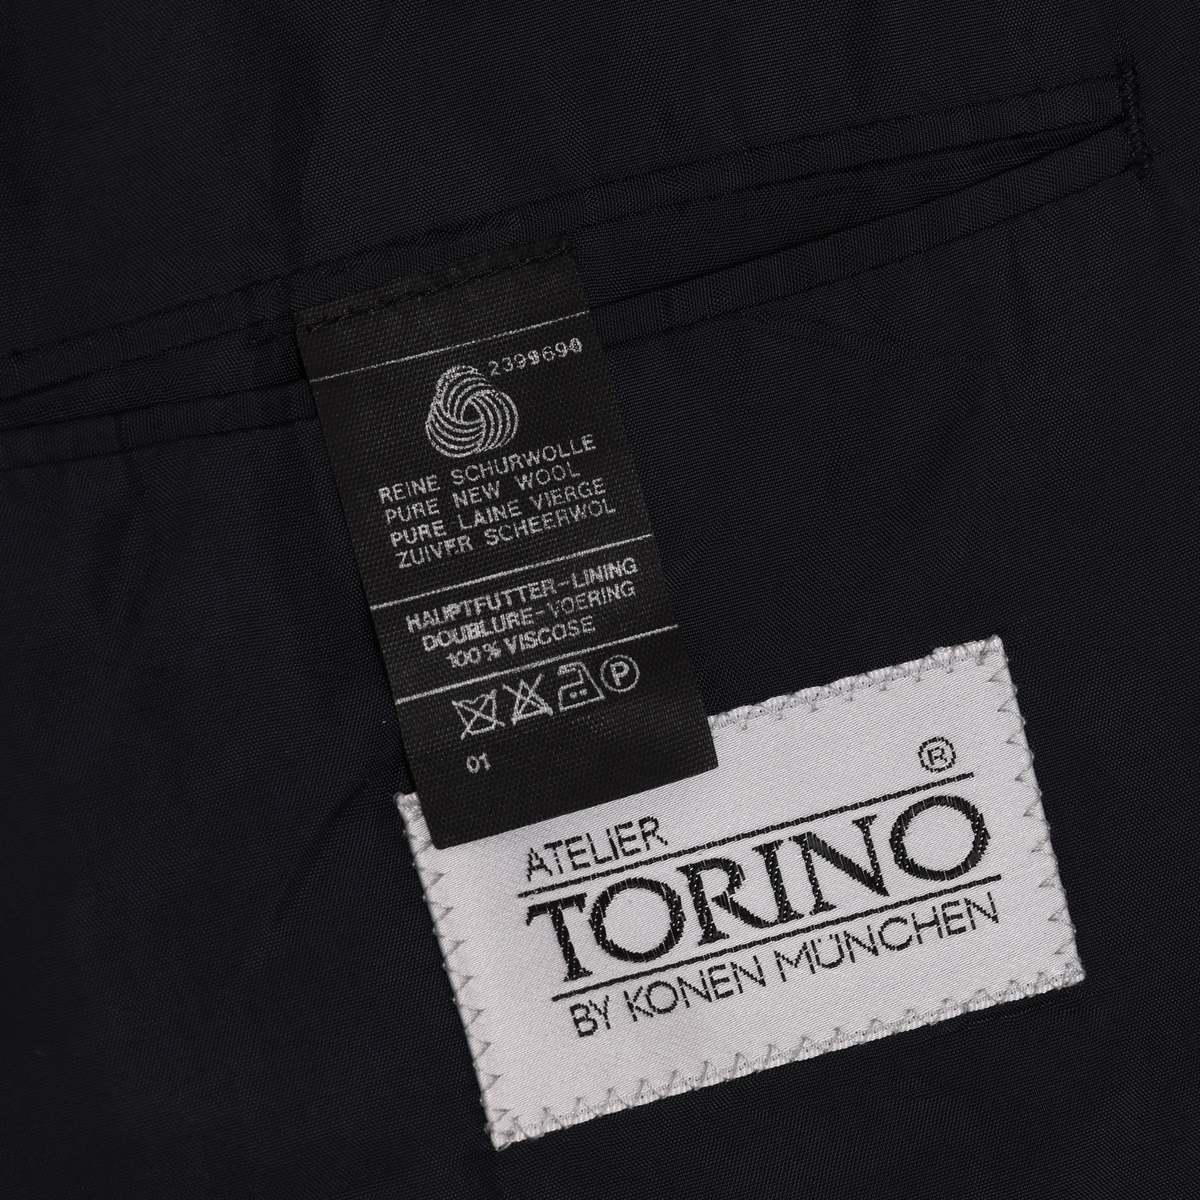 2399690
REINE SCHURWOLLE
PURE NEW WOOL
PURE LAINE VIERGE
ZUIVER SCHEERWOL
HAUPTFUTTER-LINING
DOUBLURE-VOERING
100% VISCOSE
P
01
®
ATELIER
TORINO
BY KONEN MÜNCHEN